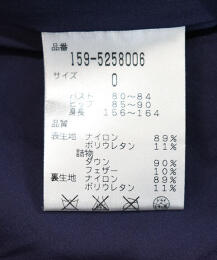 品番
159-5258006
サイズ
0
バスト 80~84
ヒップ 85~90
身長 156~164
品質
表生地 ナイロン 89%
ポリウレタン 11%
詰物
ダウン 90%
フェザー 10%
裏生地 ナイロン 89%
ポリウレタン 11%